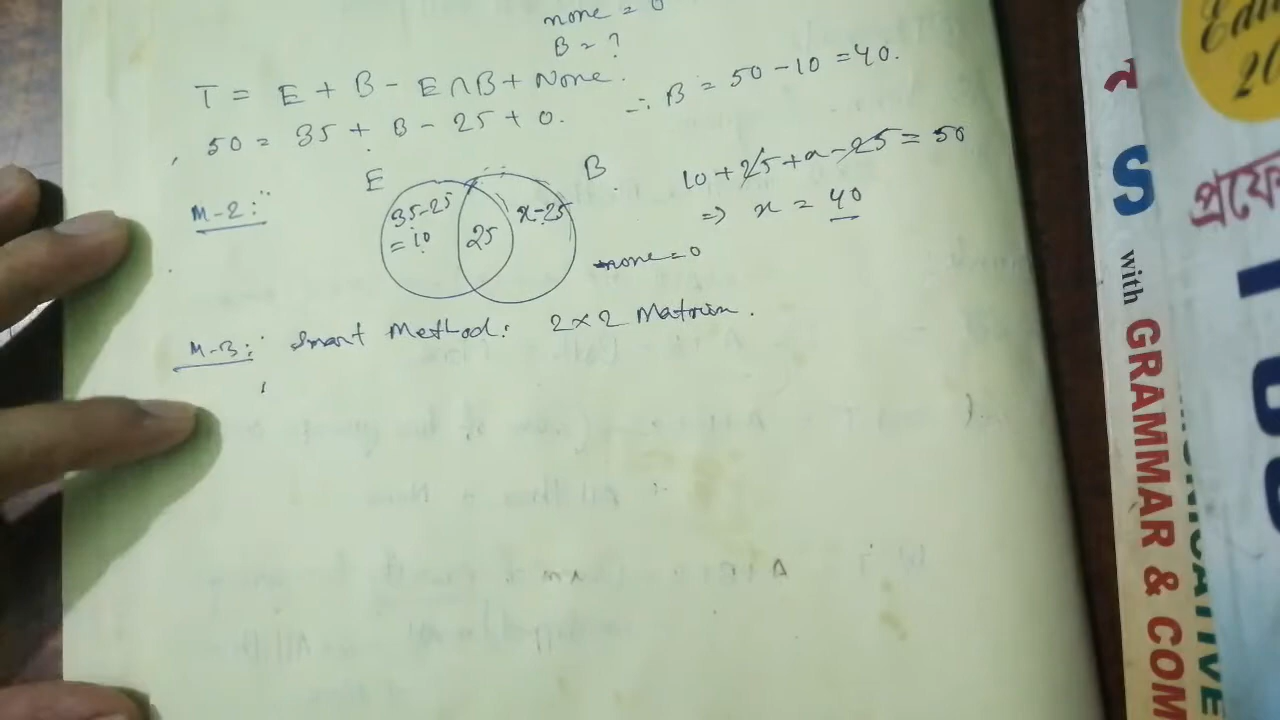 none = 0
B = ?
T = E + B - E∩B + None.
50 = 35 + B - 25 + 0.
∴ B = 50 - 10 = 40.
M-2:
E
B
35-25
= 10
25
x-25
10 + 25 + x - 25 = 50
⇒ x = 40
none = 0
M-3: Smart Method: 2×2 Matrix.
S
with GRAMMAR & COM
প্রফে